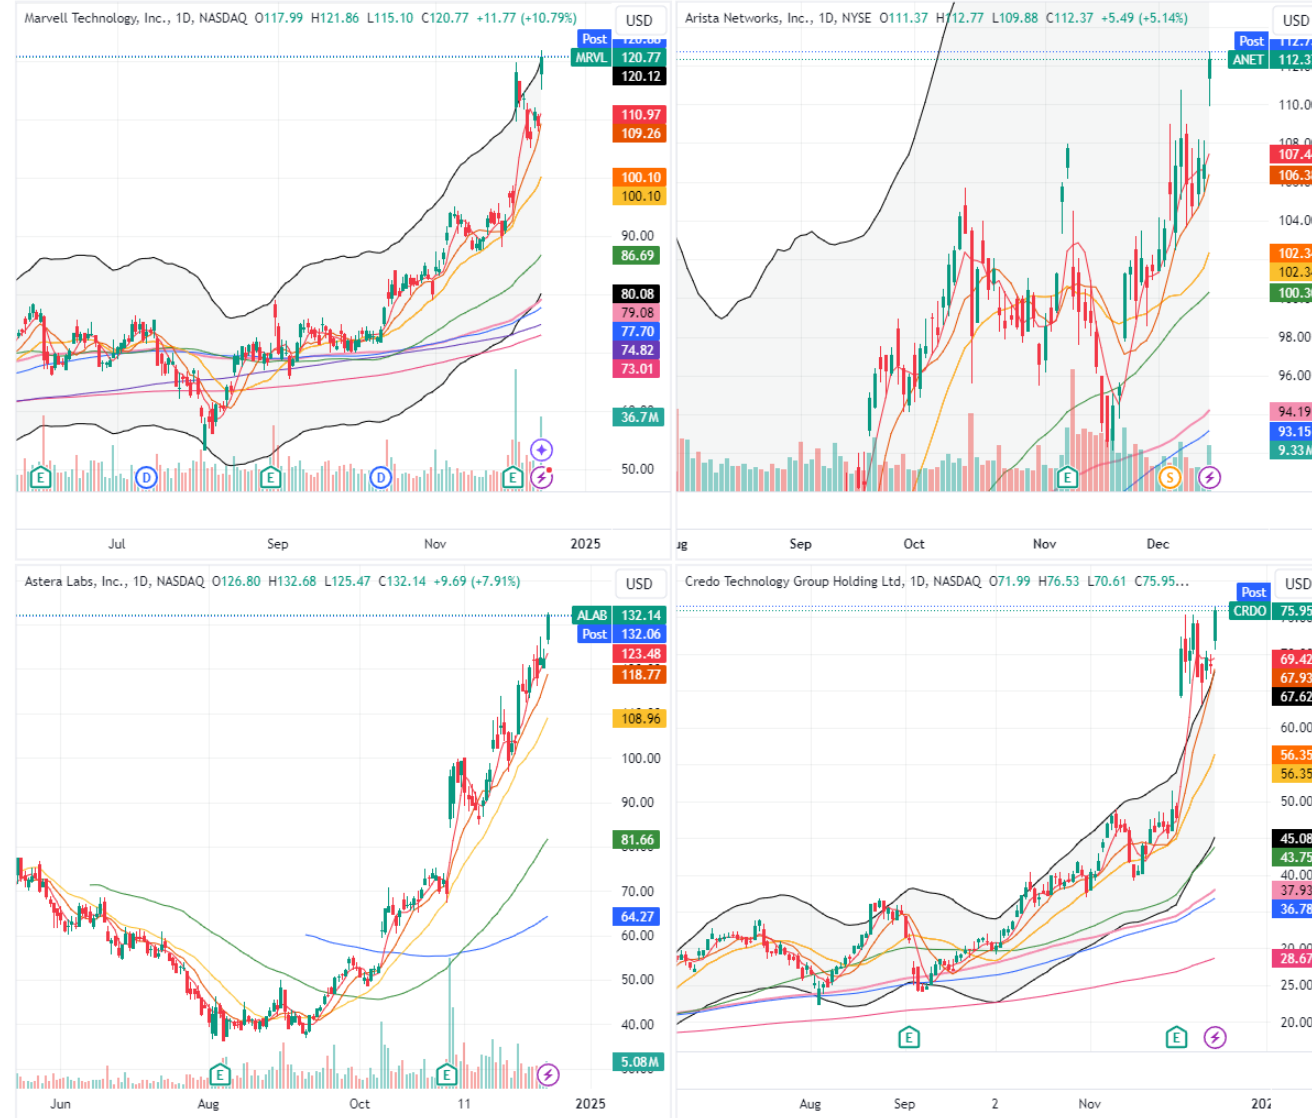 Marvell Technology, Inc., 1D, NASDAQ O117.99 H121.86 L115.10 C120.77 +11.77 (+10.79%)
USD
Post
MRVL 120.77
120.12
110.97
109.26
100.10
100.10
90.00
86.69
80.08
79.08
77.70
74.82
73.01
36.7M
50.00
E D E D E
Jul Sep Nov 2025
Arista Networks, Inc., 1D, NYSE O111.37 H112.77 L109.88 C112.37 +5.49 (+5.14%)
USD
Post
ANET 112.3
110.00
107.4
106.3
104.00
102.3
102.3
100.3
98.00
96.00
94.19
93.15
9.33M
E S
Sep Oct Nov Dec
Astera Labs, Inc., 1D, NASDAQ O126.80 H132.68 L125.47 C132.14 +9.69 (+7.91%)
USD
ALAB 132.14
Post 132.06
123.48
118.77
108.96
100.00
90.00
81.66
70.00
64.27
60.00
50.00
40.00
5.08M
E E
Jun Aug Oct 11 2025
Credo Technology Group Holding Ltd, 1D, NASDAQ O71.99 H76.53 L70.61 C75.95...
USD
Post
CRDO 75.95
69.42
67.93
67.62
60.00
56.35
56.35
50.00
45.08
43.75
40.00
37.93
36.78
28.67
25.00
20.00
E E
Aug Sep 2 Nov